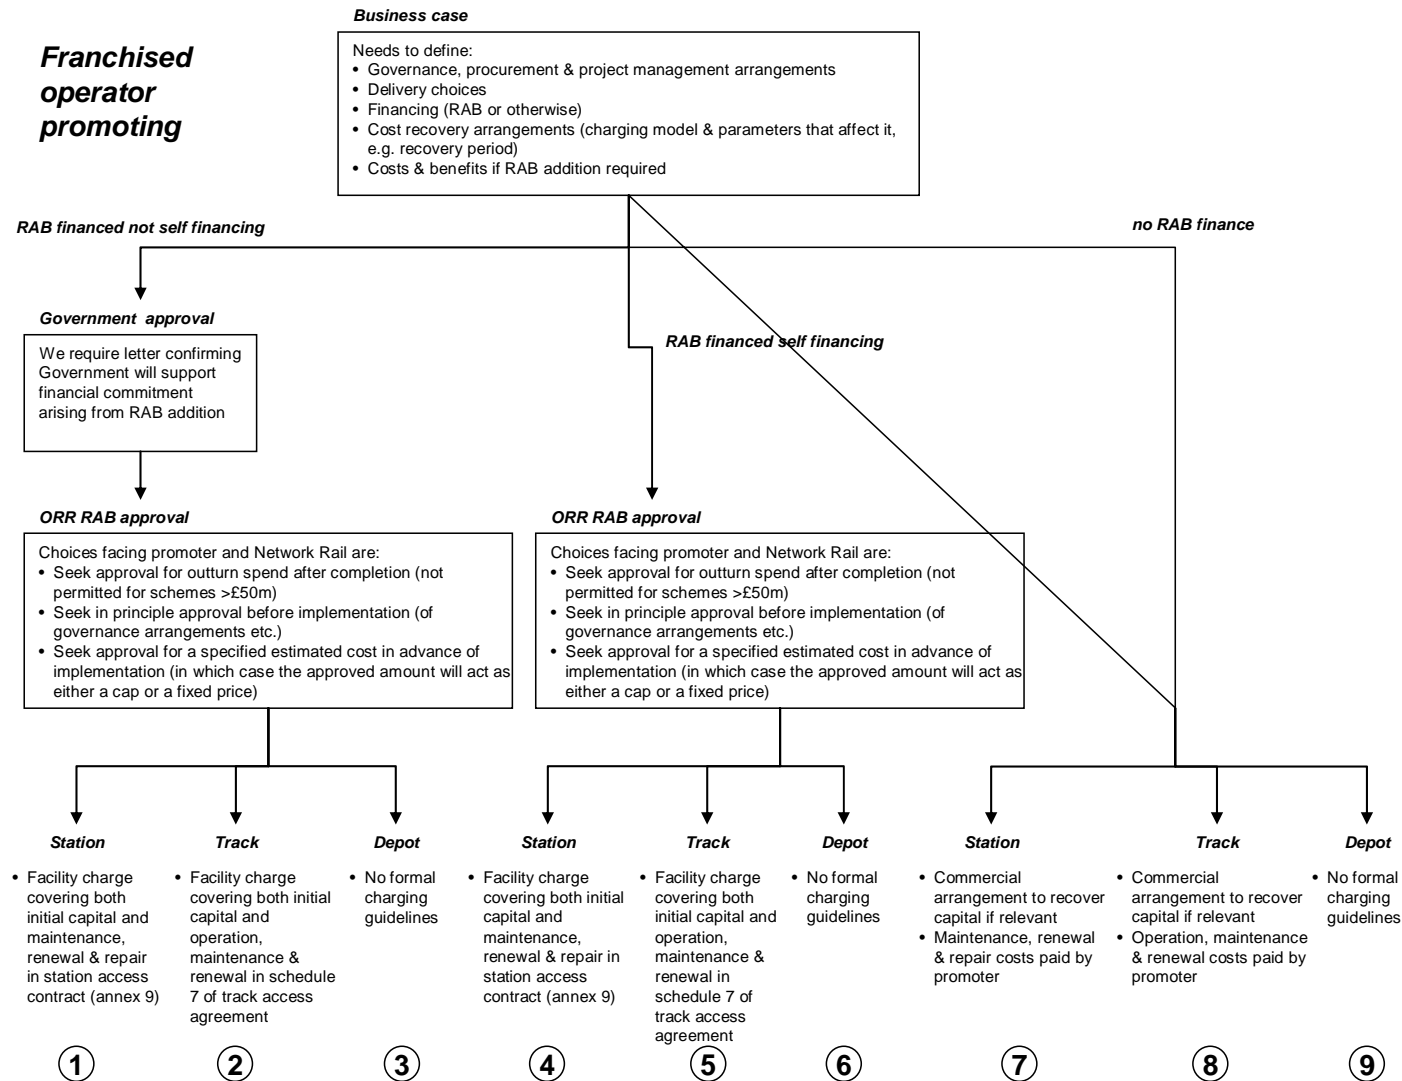 Business case
Franchised
operator
promoting
Needs to define:
• Governance, procurement & project management arrangements
• Delivery choices
• Financing (RAB or otherwise)
• Cost recovery arrangements (charging model & parameters that affect it,
e.g. recovery period)
• Costs & benefits if RAB addition required
RAB financed not self financing
no RAB finance
Government approval
We require letter confirming
Government will support
financial commitment
arising from RAB addition
RAB financed self financing
ORR RAB approval
Choices facing promoter and Network Rail are:
• Seek approval for outturn spend after completion (not
permitted for schemes >£50m)
• Seek in principle approval before implementation (of
governance arrangements etc.)
• Seek approval for a specified estimated cost in advance of
implementation (in which case the approved amount will act as
either a cap or a fixed price)
ORR RAB approval
Choices facing promoter and Network Rail are:
• Seek approval for outturn spend after completion (not
permitted for schemes >£50m)
• Seek in principle approval before implementation (of
governance arrangements etc.)
• Seek approval for a specified estimated cost in advance of
implementation (in which case the approved amount will act as
either a cap or a fixed price)
Station
• Facility charge
covering both
initial capital and
maintenance,
renewal & repair
in station access
contract (annex 9)
1
Track
• Facility charge
covering both initial
capital and
operation,
maintenance &
renewal in schedule
7 of track access
agreement
2
Depot
• No formal
charging
guidelines
3
Station
• Facility charge
covering both initial
capital and
maintenance,
renewal & repair in
station access
contract (annex 9)
4
Track
• Facility charge
covering both
initial capital and
operation,
maintenance &
renewal in
schedule 7 of
track access
agreement
5
Depot
• No formal
charging
guidelines
6
Station
• Commercial
arrangement to recover
capital if relevant
• Maintenance, renewal
& repair costs paid by
promoter
7
Track
• Commercial
arrangement to recover
capital if relevant
• Operation, maintenance
& renewal costs paid by
promoter
8
Depot
• No formal
charging
guidelines
9